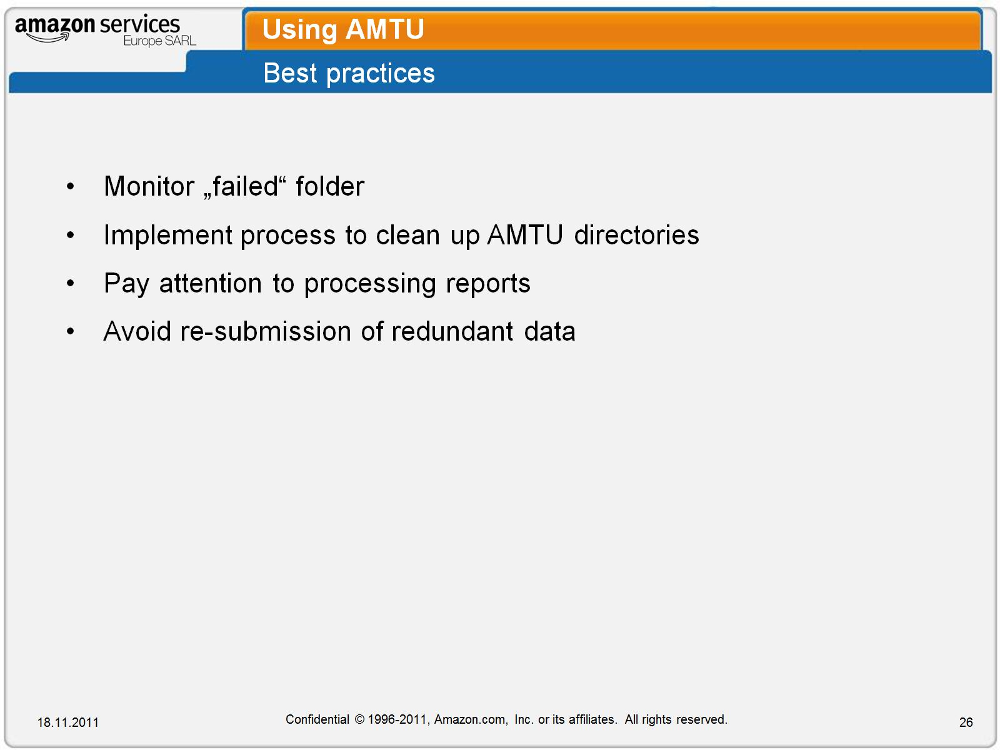 amazon services
Europe SARL
Using AMTU
Best practices
• Monitor „failed“ folder
• Implement process to clean up AMTU directories
• Pay attention to processing reports
• Avoid re-submission of redundant data
18.11.2011
Confidential © 1996-2011, Amazon.com, Inc. or its affiliates. All rights reserved.
26